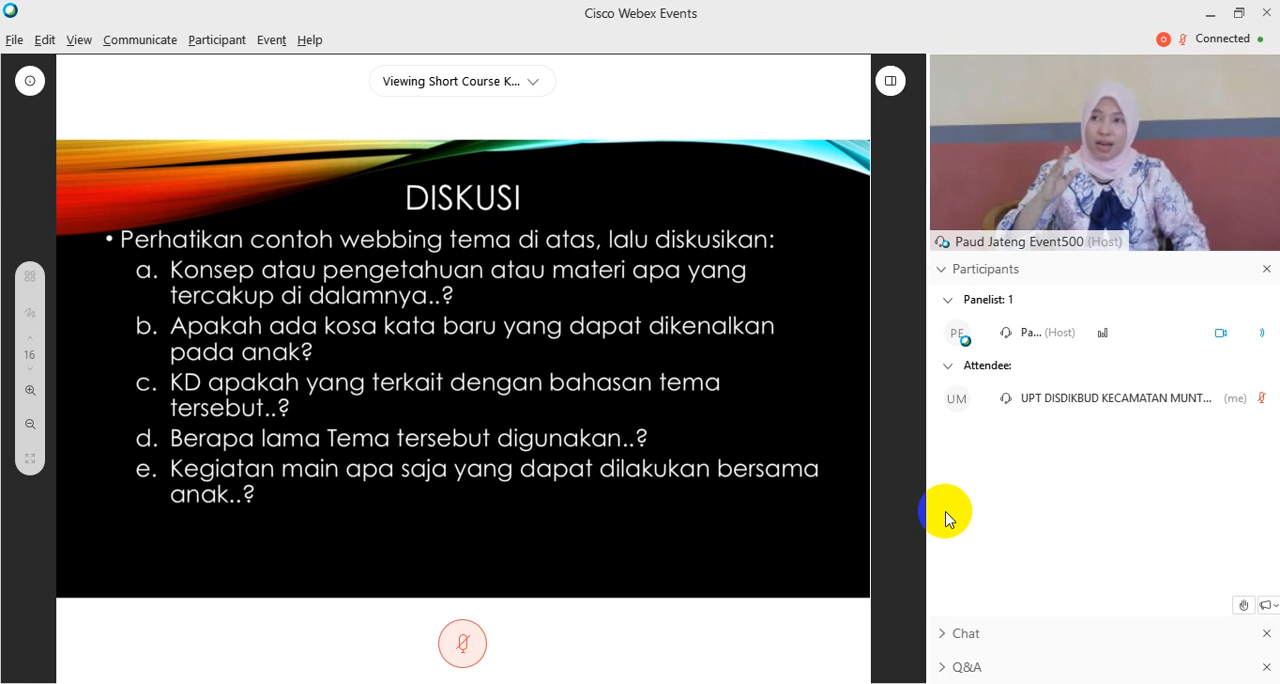 Cisco Webex Events
File Edit View Communicate Participant Event Help
Connected
Viewing Short Course K...
DISKUSI
• Perhatikan contoh webbing tema di atas, lalu diskusikan:
a. Konsep atau pengetahuan atau materi apa yang
tercakup di dalamnya..?
b. Apakah ada kosa kata baru yang dapat dikenalkan
pada anak?
c. KD apakah yang terkait dengan bahasan tema
tersebut..?
d. Berapa lama Tema tersebut digunakan..?
e. Kegiatan main apa saja yang dapat dilakukan bersama
anak..?
16
Paud Jateng Event500 (Host)
Participants
Panelist: 1
PE Pa... (Host)
Attendee:
UM UPT DISDIKBUD KECAMATAN MUNT... (me)
Chat
Q&A